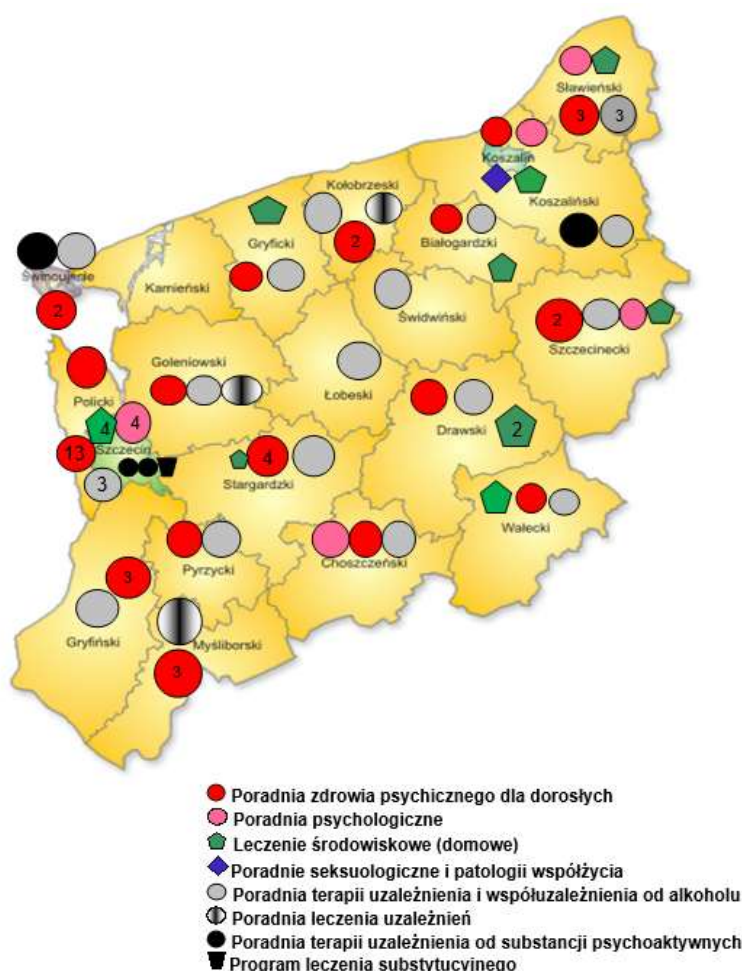 Sławieński
3
3
Koszalin
Kołobrzeski
Koszaliński
Gryficki
Białogardzki
2
Świnoujście
Kamieński
2
Świdwiński
2
Szczecinecki
Goleniowski
Policki
Łobeski
4
4
Drawski
2
13
Szczecin
4
3
Stargardzki
Wałecki
Pyrzycki
Choszczeński
3
Gryfiński
Myśliborski
3
Poradnia zdrowia psychicznego dla dorosłych
Poradnia psychologiczne
Leczenie środowiskowe (domowe)
Poradnie seksuologiczne i patologii współżycia
Poradnia terapii uzależnienia i współuzależnienia od alkoholu
Poradnia leczenia uzależnień
Poradnia terapii uzależnienia od substancji psychoaktywnych
Program leczenia substytucyjnego